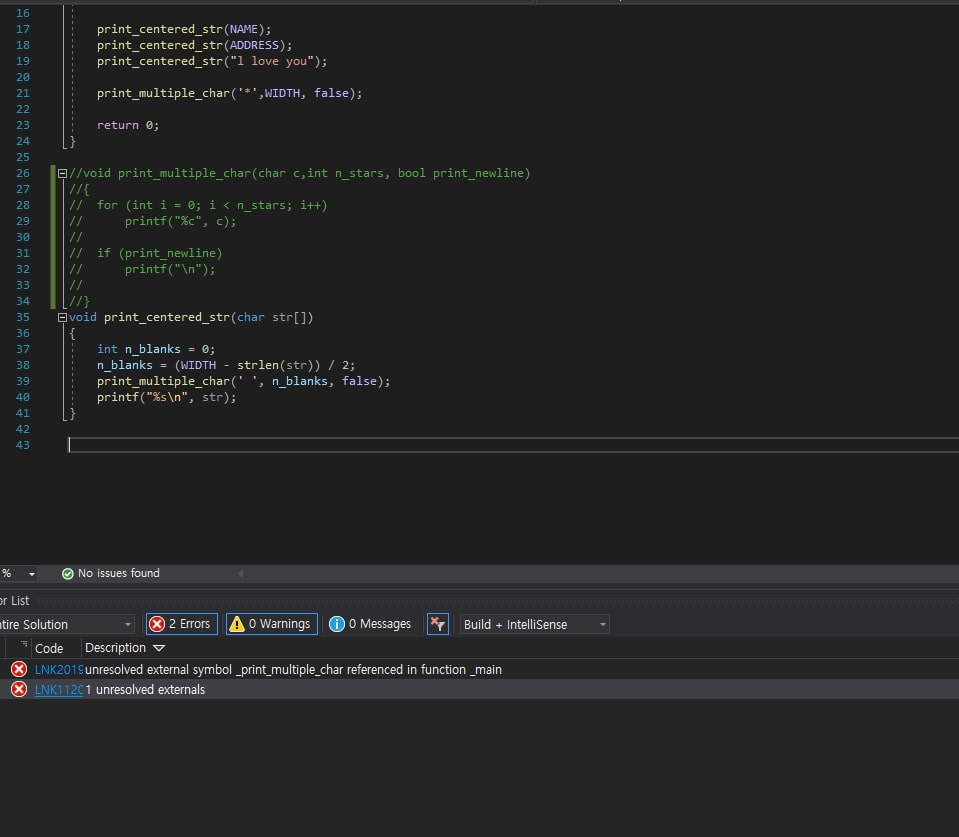 16
17 print_centered_str(NAME);
18 print_centered_str(ADDRESS);
19 print_centered_str("l love you");
20
21 print_multiple_char('*',WIDTH, false);
22
23 return 0;
24 }
25
26 //void print_multiple_char(char c,int n_stars, bool print_newline)
27 //{
28 // for (int i = 0; i < n_stars; i++)
29 // printf("%c", c);
30 //
31 // if (print_newline)
32 // printf("\n");
33 //
34 //}
35 void print_centered_str(char str[])
36 {
37 int n_blanks = 0;
38 n_blanks = (WIDTH - strlen(str)) / 2;
39 print_multiple_char(' ', n_blanks, false);
40 printf("%s\n", str);
41 }
42
43
% No issues found
or List
ntire Solution 2 Errors 0 Warnings 0 Messages Build + IntelliSense
Code Description
LNK2019 unresolved external symbol _print_multiple_char referenced in function _main
LNK1120 1 unresolved externals